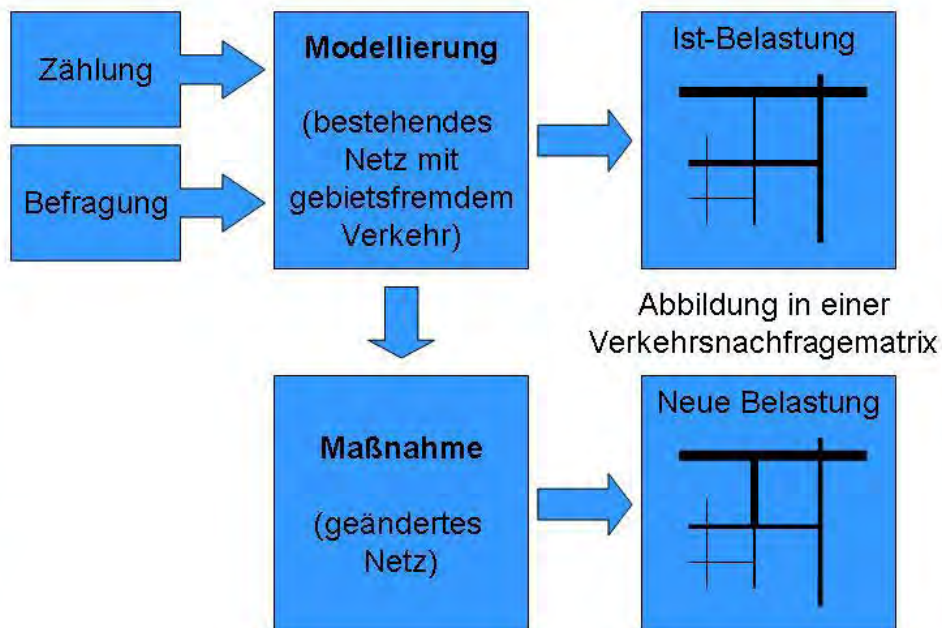 Zählung
Befragung
Modellierung
(bestehendes
Netz mit
gebietsfremdem
Verkehr)
Ist-Belastung
Abbildung in einer
Verkehrsnachfragematrix
Maßnahme
(geändertes
Netz)
Neue Belastung